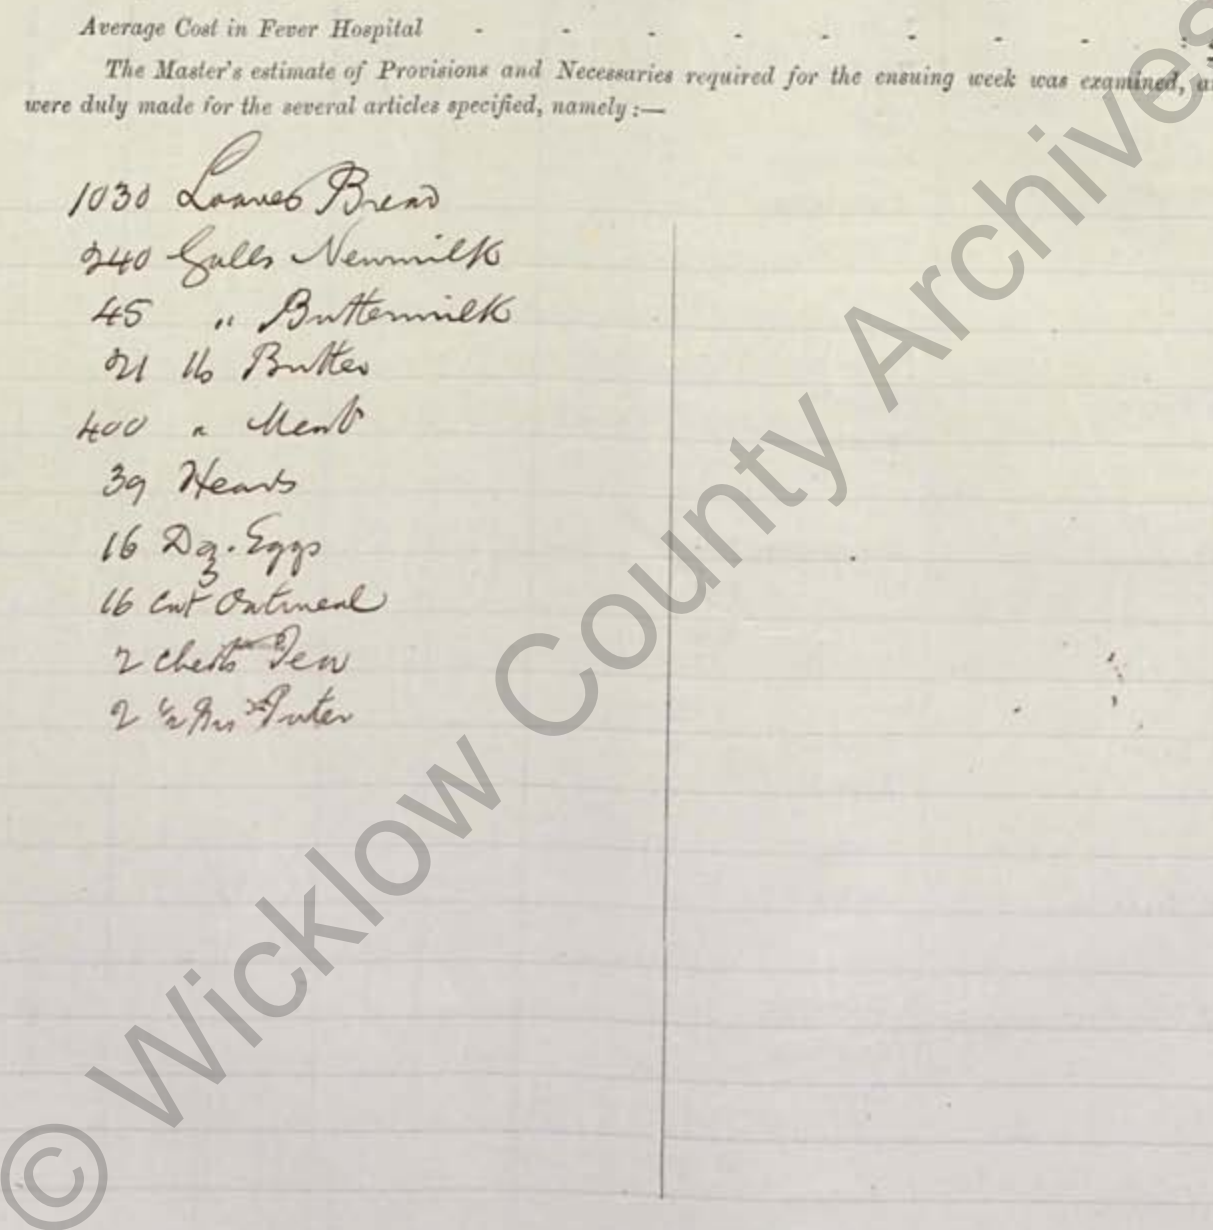 Average Cost in Fever Hospital - - - - - - - - :
The Master's estimate of Provisions and Necessaries required for the ensuing week was examined,
were duly made for the several articles specified, namely :—
1030 Loaves Bread
240 Galls Newmilk
45 " Buttermilk
21 lb Butter
400 " Meat
39 Heads
16 Dz. Eggs
16 Cwt Oatmeal
2 Chests Tea
2 ½ Porter
© Wicklow County Archives